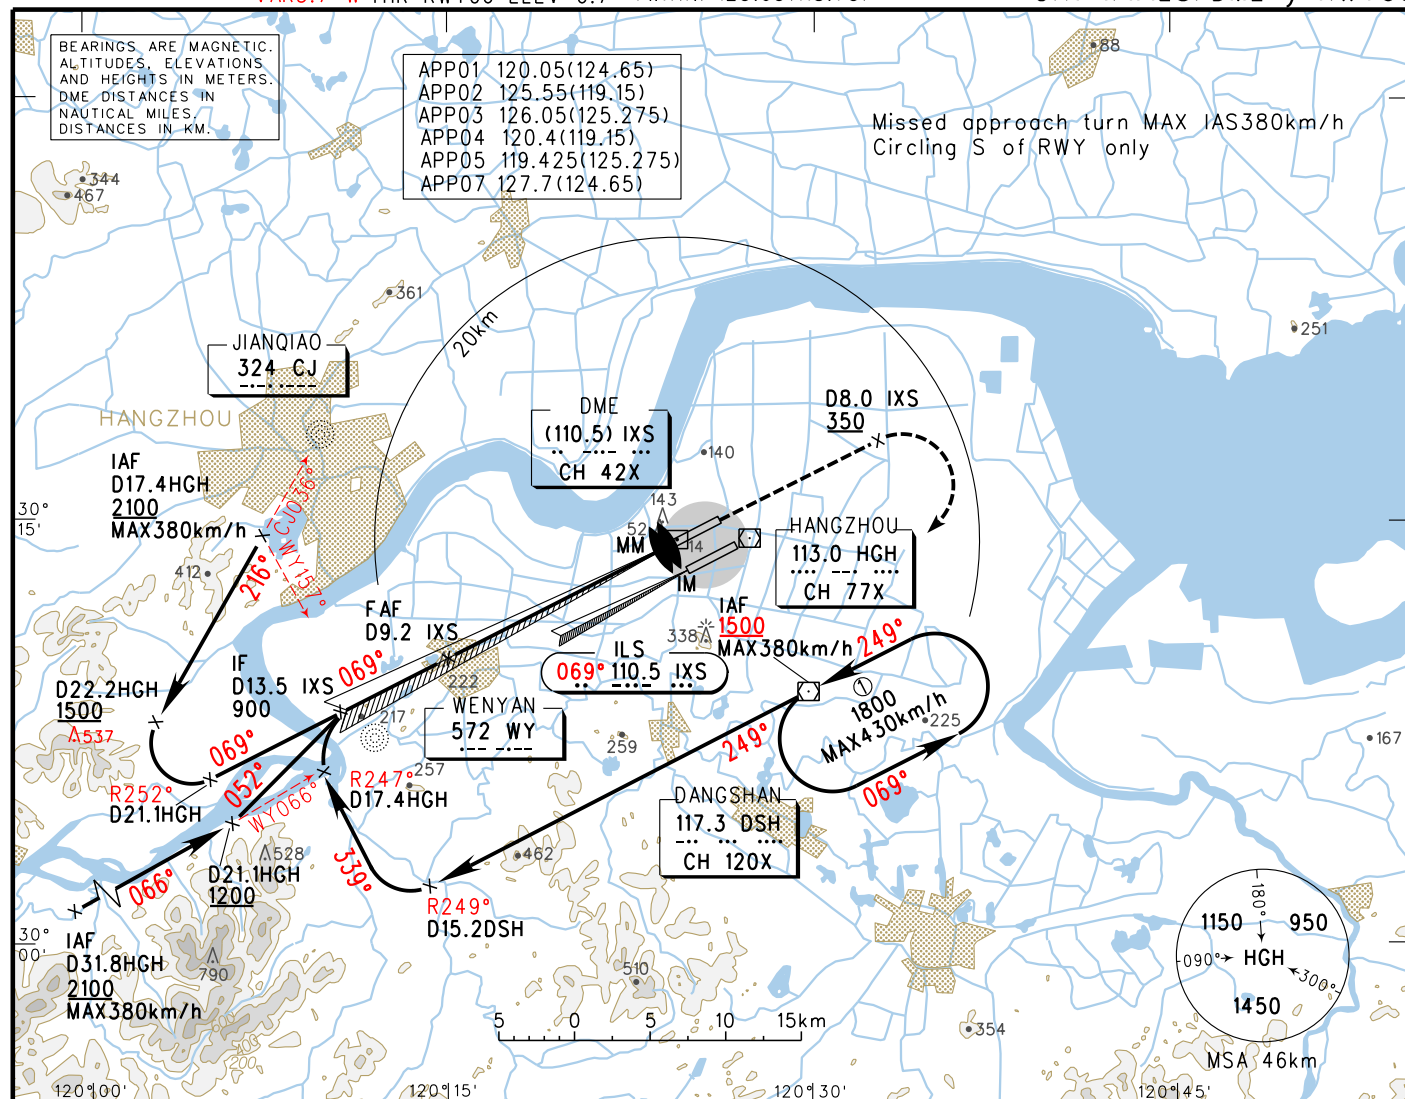 BEARINGS ARE MAGNETIC.
ALTITUDES, ELEVATIONS
AND HEIGHTS IN METERS.
DME DISTANCES IN
NAUTICAL MILES.
DISTANCES IN KM.
APP01 120.05(124.65)
APP02 125.55(119.15)
APP03 126.05(125.275)
APP04 120.4(119.15)
APP05 119.425(125.275)
APP07 127.7(124.65)
88
Missed approach turn MAX IAS380km/h
Circling S of RWY only
344
467
361
251
20km
JIANQIAO
324 CJ
HANGZHOU
DME
(110.5) IXS
CH 42X
D8.0 IXS
350
140
IAF
D17.4HGH
2100
MAX380km/h
CJ036°
WY157°
216°
412
30°
15'
143
52
14
MM
IM
HANGZHOU
113.0 HGH
CH 77X
FAF
D9.2 IXS
IAF
1500
MAX380km/h
338
249°
ILS
069° 110.5 IXS
069°
IF
D13.5 IXS
900
222
217
D22.2HGH
1500
537
WENYAN
572 WY
1800
MAX430km/h
225
167
259
249°
069°
069°
052°
R252°
D21.1HGH
WY066°
R247°
D17.4HGH
257
DANGSHAN
117.3 DSH
CH 120X
339°
462
528
D21.1HGH
1200
066°
R249°
D15.2DSH
30°
00'
IAF
D31.8HGH
2100
MAX380km/h
790
510
354
180°
1150
950
090°
HGH
300°
1450
MSA 46km
5 0 5 10 15km
200
120°00'
120°15'
120°30'
120°45'